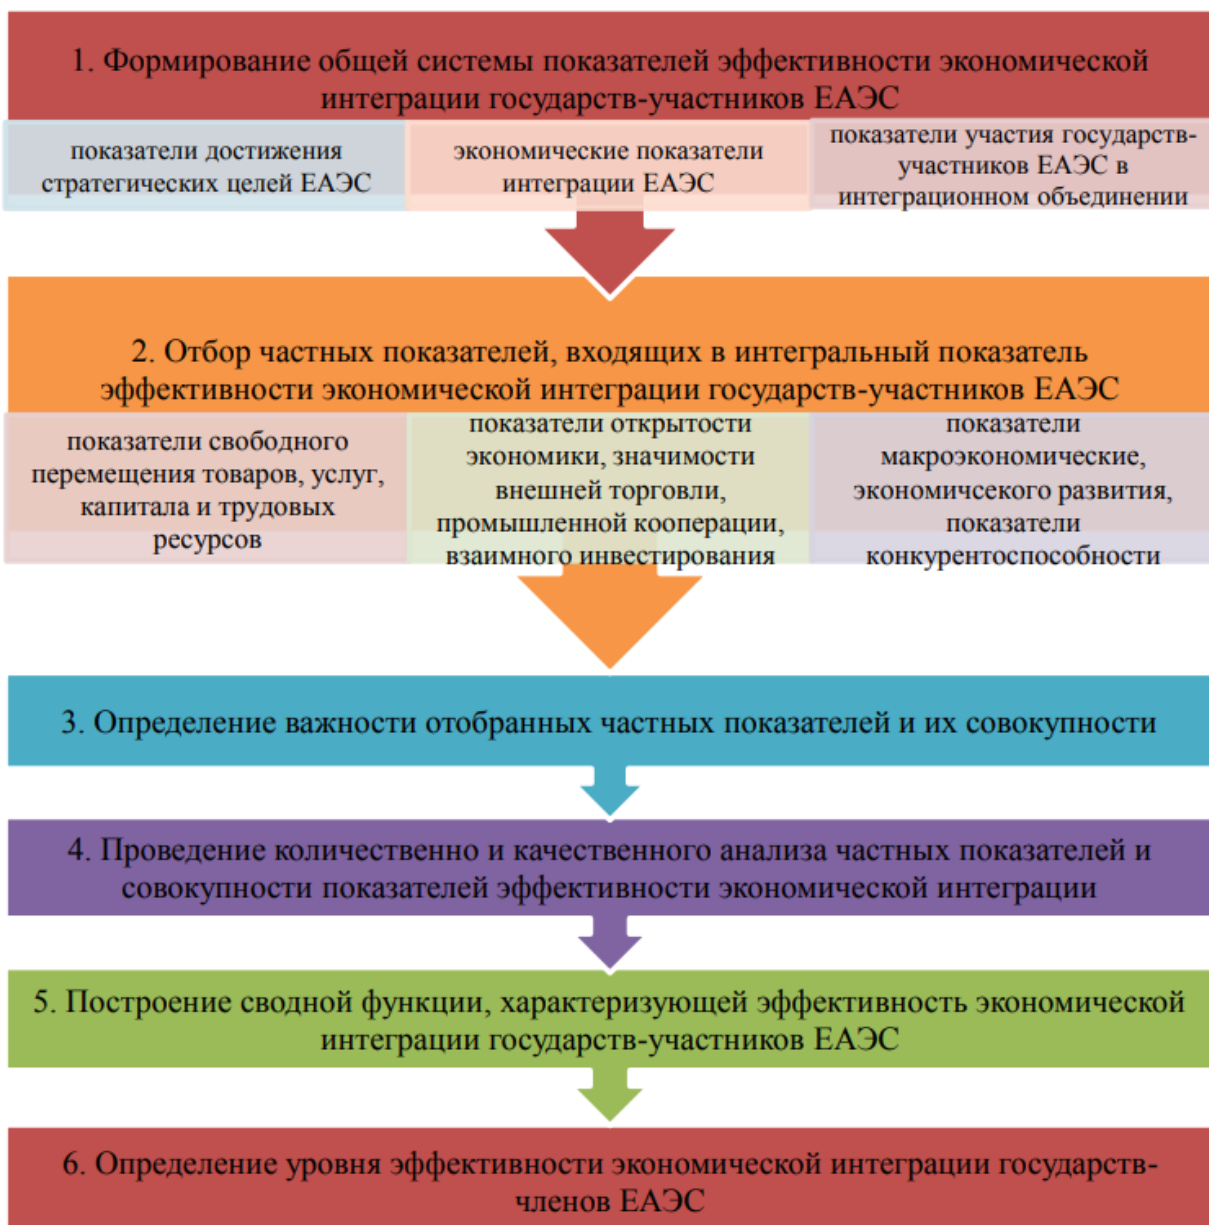 1. Формирование общей системы показателей эффективности экономической
интеграции государств-участников ЕАЭС
показатели достижения
стратегических целей ЕАЭС
экономические показатели
интеграции ЕАЭС
показатели участия государств-
участников ЕАЭС в
интеграционном объединении
2. Отбор частных показателей, входящих в интегральный показатель
эффективности экономической интеграции государств-участников ЕАЭС
показатели свободного
перемещения товаров, услуг,
капитала и трудовых
ресурсов
показатели открытости
экономики, значимости
внешней торговли,
промышленной кооперации,
взаимного инвестирования
показатели
макроэкономические,
экономичсекого развития,
показатели
конкурентоспособности
3. Определение важности отобранных частных показателей и их совокупности
4. Проведение количественно и качественного анализа частных показателей и
совокупности показателей эффективности экономической интеграции
5. Построение сводной функции, характеризующей эффективность экономической
интеграции государств-участников ЕАЭС
6. Определение уровня эффективности экономической интеграции государств-
членов ЕАЭС